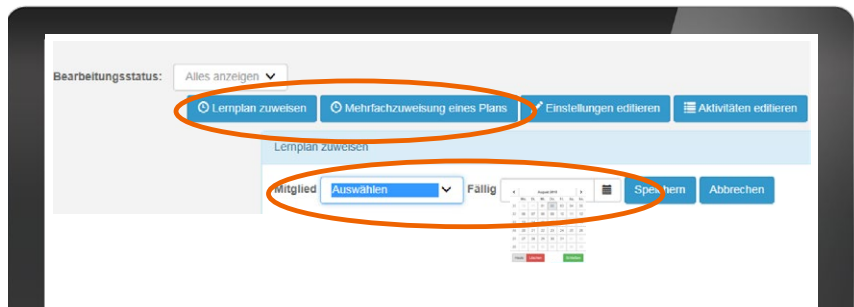 Bearbeitungsstatus: Alles anzeigen
Lernplan zuweisen Mehrfachzuweisung eines Plans Einstellungen editieren Aktivitäten editieren
Lernplan zuweisen
Mitglied Auswählen Fällig Speichern Abbrechen
August